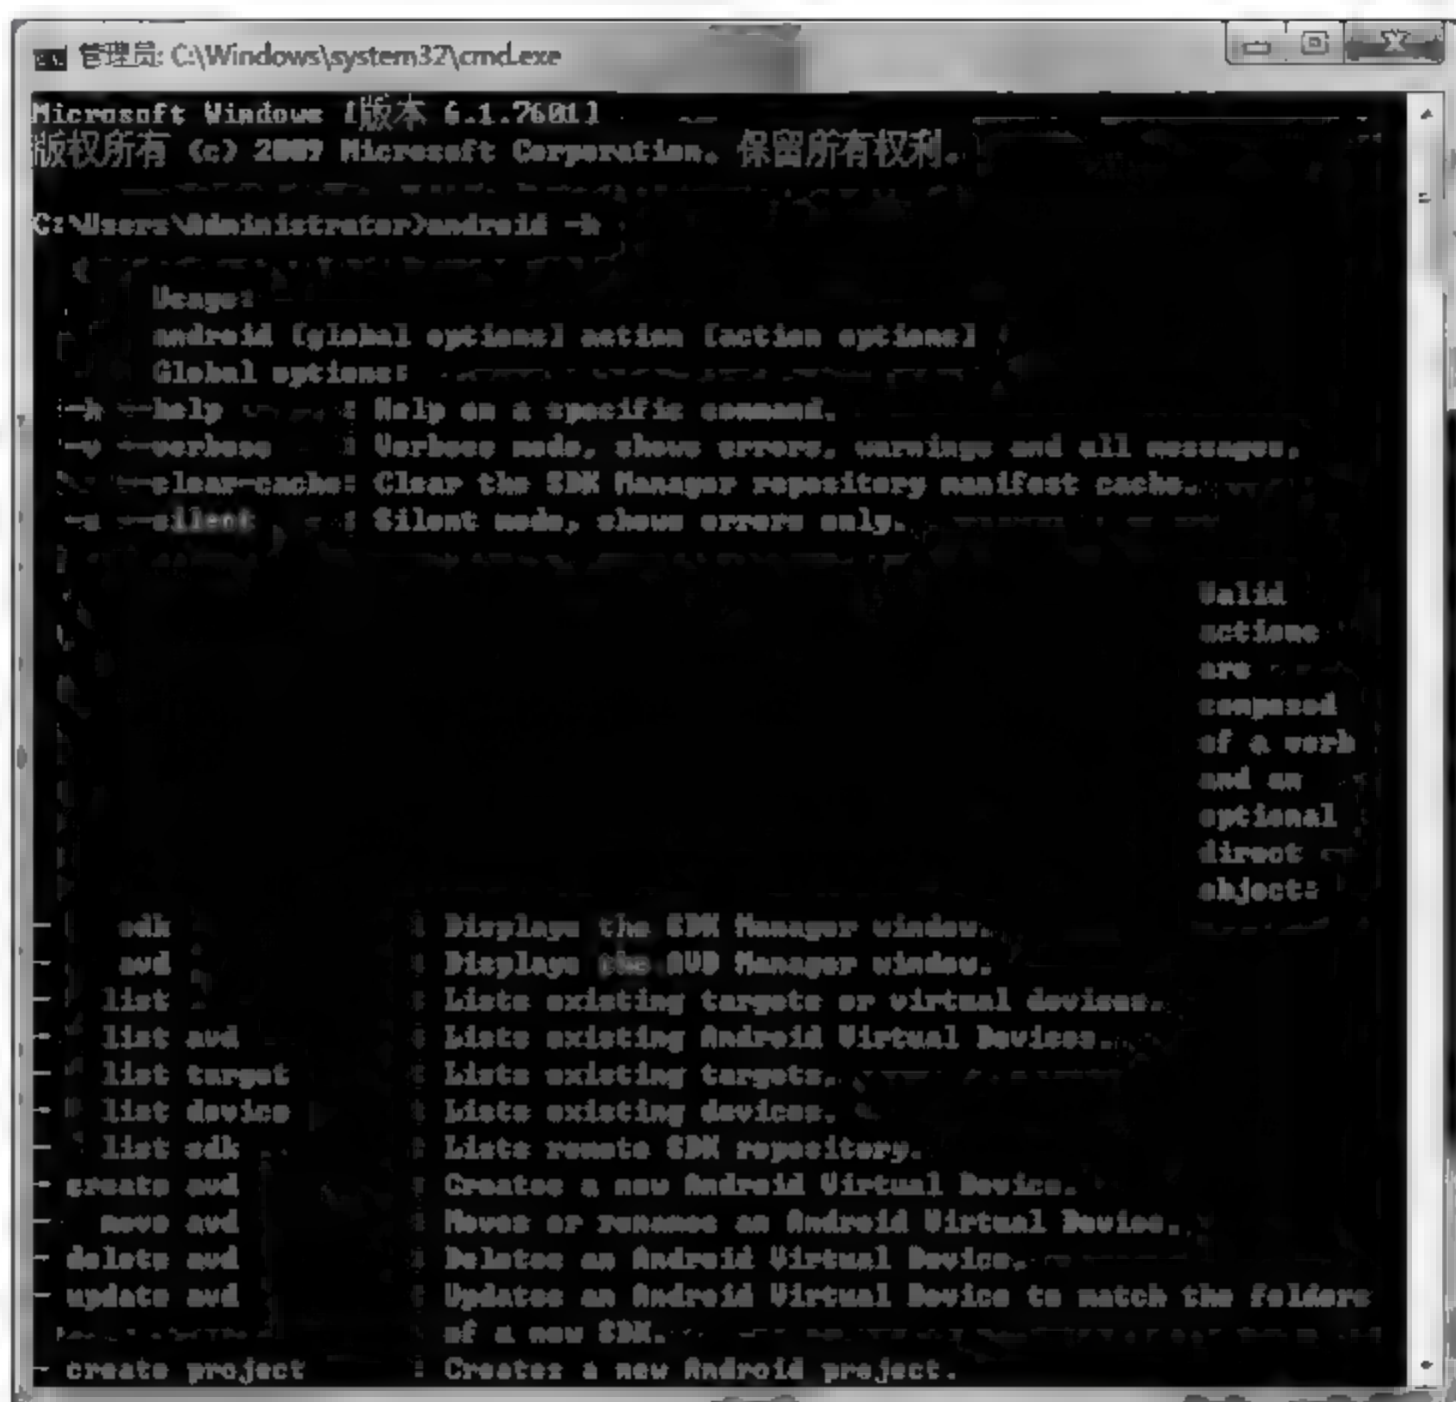 管理员: C:\Windows\system32\cmd.exe
Microsoft Windows [版本 6.1.7601]
版权所有 (c) 2009 Microsoft Corporation。保留所有权利。
C:\Users\Administrator>android -h
Usage:
android [global options] action [action options]
Global options:
-h --help : Help on a specific command.
-v --verbose : Verbose mode, shows errors, warnings and all messages.
--clear-cache: Clear the SDK Manager repository manifest cache.
-s --silent : Silent mode, shows errors only.
Valid
actions
are
composed
of a verb
and an
optional
direct
object:
- sdk : Displays the SDK Manager window.
- avd : Displays the AVD Manager window.
- list : Lists existing targets or virtual devices.
- list avd : Lists existing Android Virtual Devices.
- list target : Lists existing targets.
- list device : Lists existing devices.
- list sdk : Lists remote SDK repository.
- create avd : Creates a new Android Virtual Device.
- move avd : Moves or renames an Android Virtual Device.
- delete avd : Deletes an Android Virtual Device.
- update avd : Updates an Android Virtual Device to match the folders
of a new SDK.
- create project : Creates a new Android project.